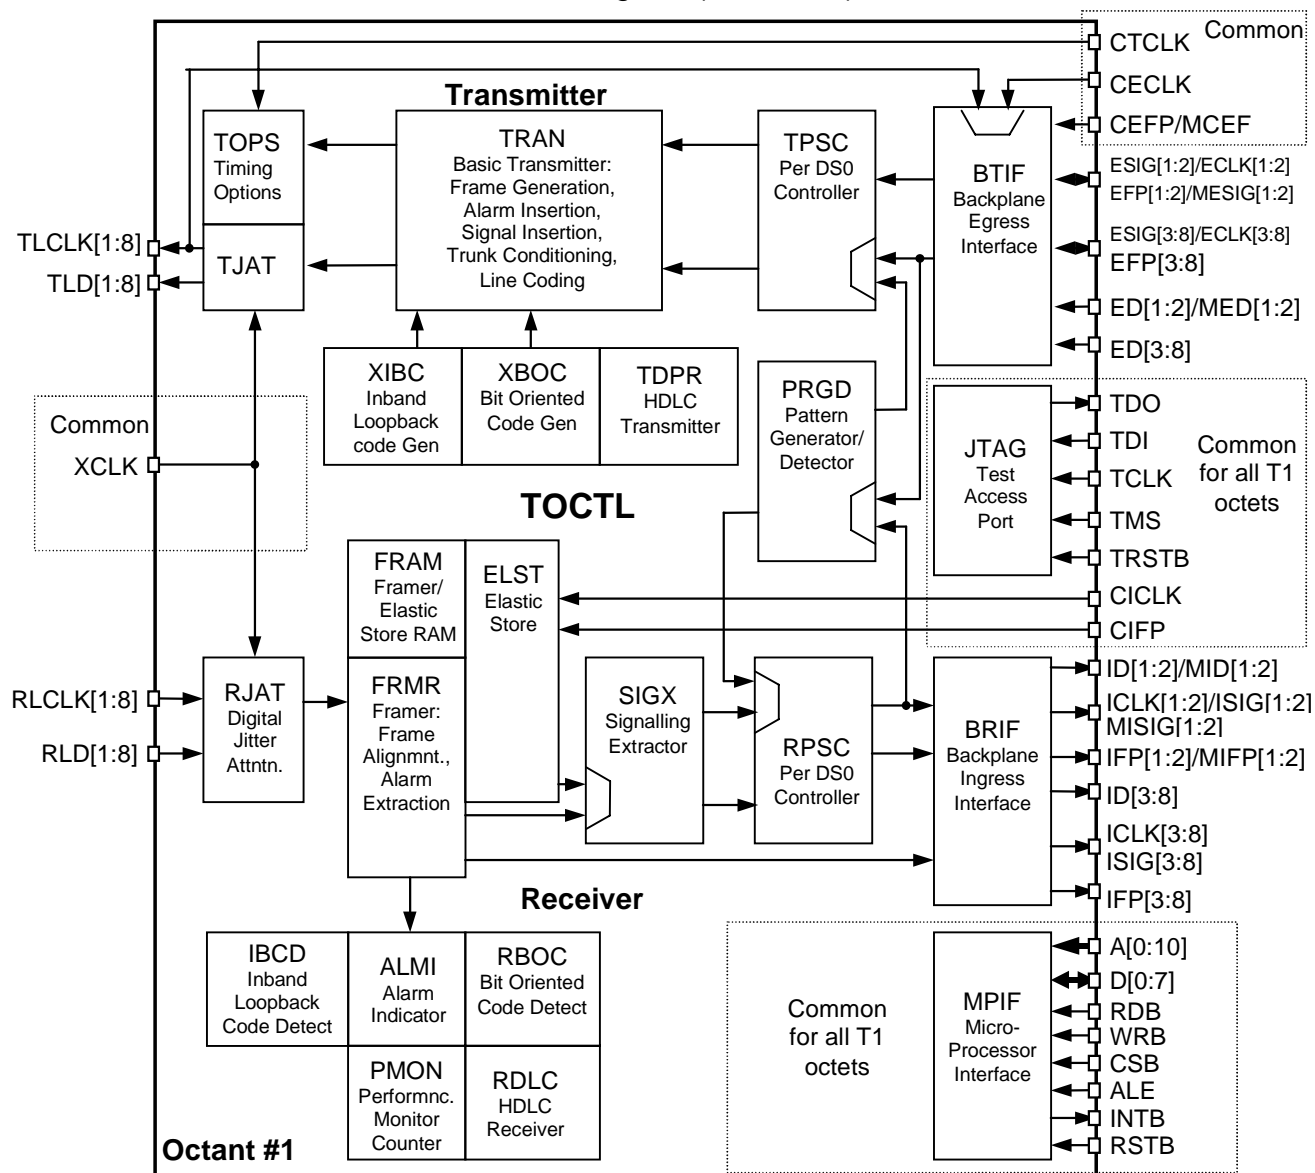 CTCLK
Common
CECLK
CEFP/MCEF
Transmitter
TOPS
Timing
Options
TRAN
Basic Transmitter:
Frame Generation,
Alarm Insertion,
Signal Insertion,
Trunk Conditioning,
Line Coding
TPSC
Per DS0
Controller
BTIF
Backplane
Egress
Interface
ESIG[1:2]/ECLK[1:2]
EFP[1:2]/MESIG[1:2]
ESIG[3:8]/ECLK[3:8]
EFP[3:8]
ED[1:2]/MED[1:2]
ED[3:8]
TLCLK[1:8]
TLD[1:8]
TJAT
XIBC
Inband
Loopback
code Gen
XBOC
Bit Oriented
Code Gen
TDPR
HDLC
Transmitter
PRGD
Pattern
Generator/
Detector
Common
XCLK
JTAG
Test
Access
Port
TDO
TDI
TCLK
TMS
TRSTB
CICLK
CIFP
Common
for all T1
octets
TOCTL
FRAM
Framer/
Elastic
Store RAM
ELST
Elastic
Store
RLCLK[1:8]
RLD[1:8]
RJAT
Digital
Jitter
Attntn.
FRMR
Framer:
Frame
Alignmnt.,
Alarm
Extraction
SIGX
Signalling
Extractor
RPSC
Per DS0
Controller
BRIF
Backplane
Ingress
Interface
ID[1:2]/MID[1:2]
ICLK[1:2]/ISIG[1:2]
MISIG[1:2]
IFP[1:2]/MIFP[1:2]
ID[3:8]
ICLK[3:8]
ISIG[3:8]
IFP[3:8]
Receiver
IBCD
Inband
Loopback
Code Detect
ALMI
Alarm
Indicator
RBOC
Bit Oriented
Code Detect
PMON
Performnc.
Monitor
Counter
RDLC
HDLC
Receiver
Common
for all T1
octets
MPIF
Micro-
Processor
Interface
A[0:10]
D[0:7]
RDB
WRB
CSB
ALE
INTB
RSTB
Octant #1